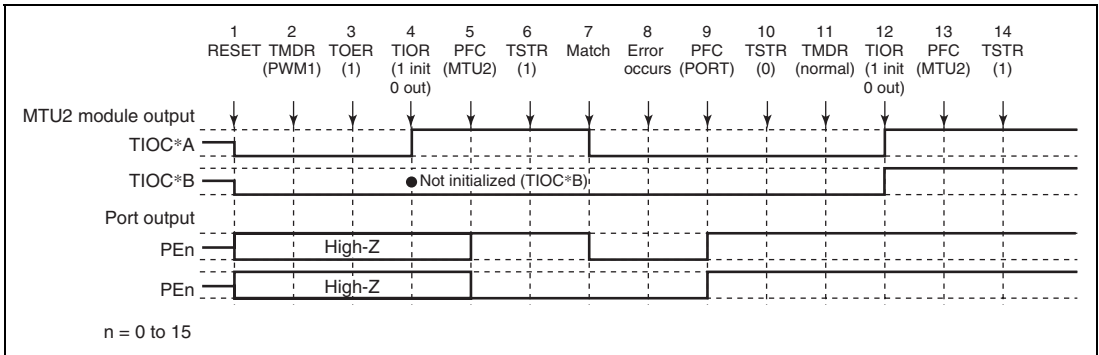 1 2 3 4 5 6 7 8 9 10 11 12 13 14
RESET TMDR TOER TIOR PFC TSTR Match Error PFC TSTR TMDR TIOR PFC TSTR
(PWM1) (1) (1 init (MTU2) (1) occurs (PORT) (0) (normal) (1 init (MTU2) (1)
0 out) 0 out)
MTU2 module output
TIOC*A
TIOC*B ● Not initialized (TIOC*B)
Port output
PEn High-Z
PEn High-Z
n = 0 to 15